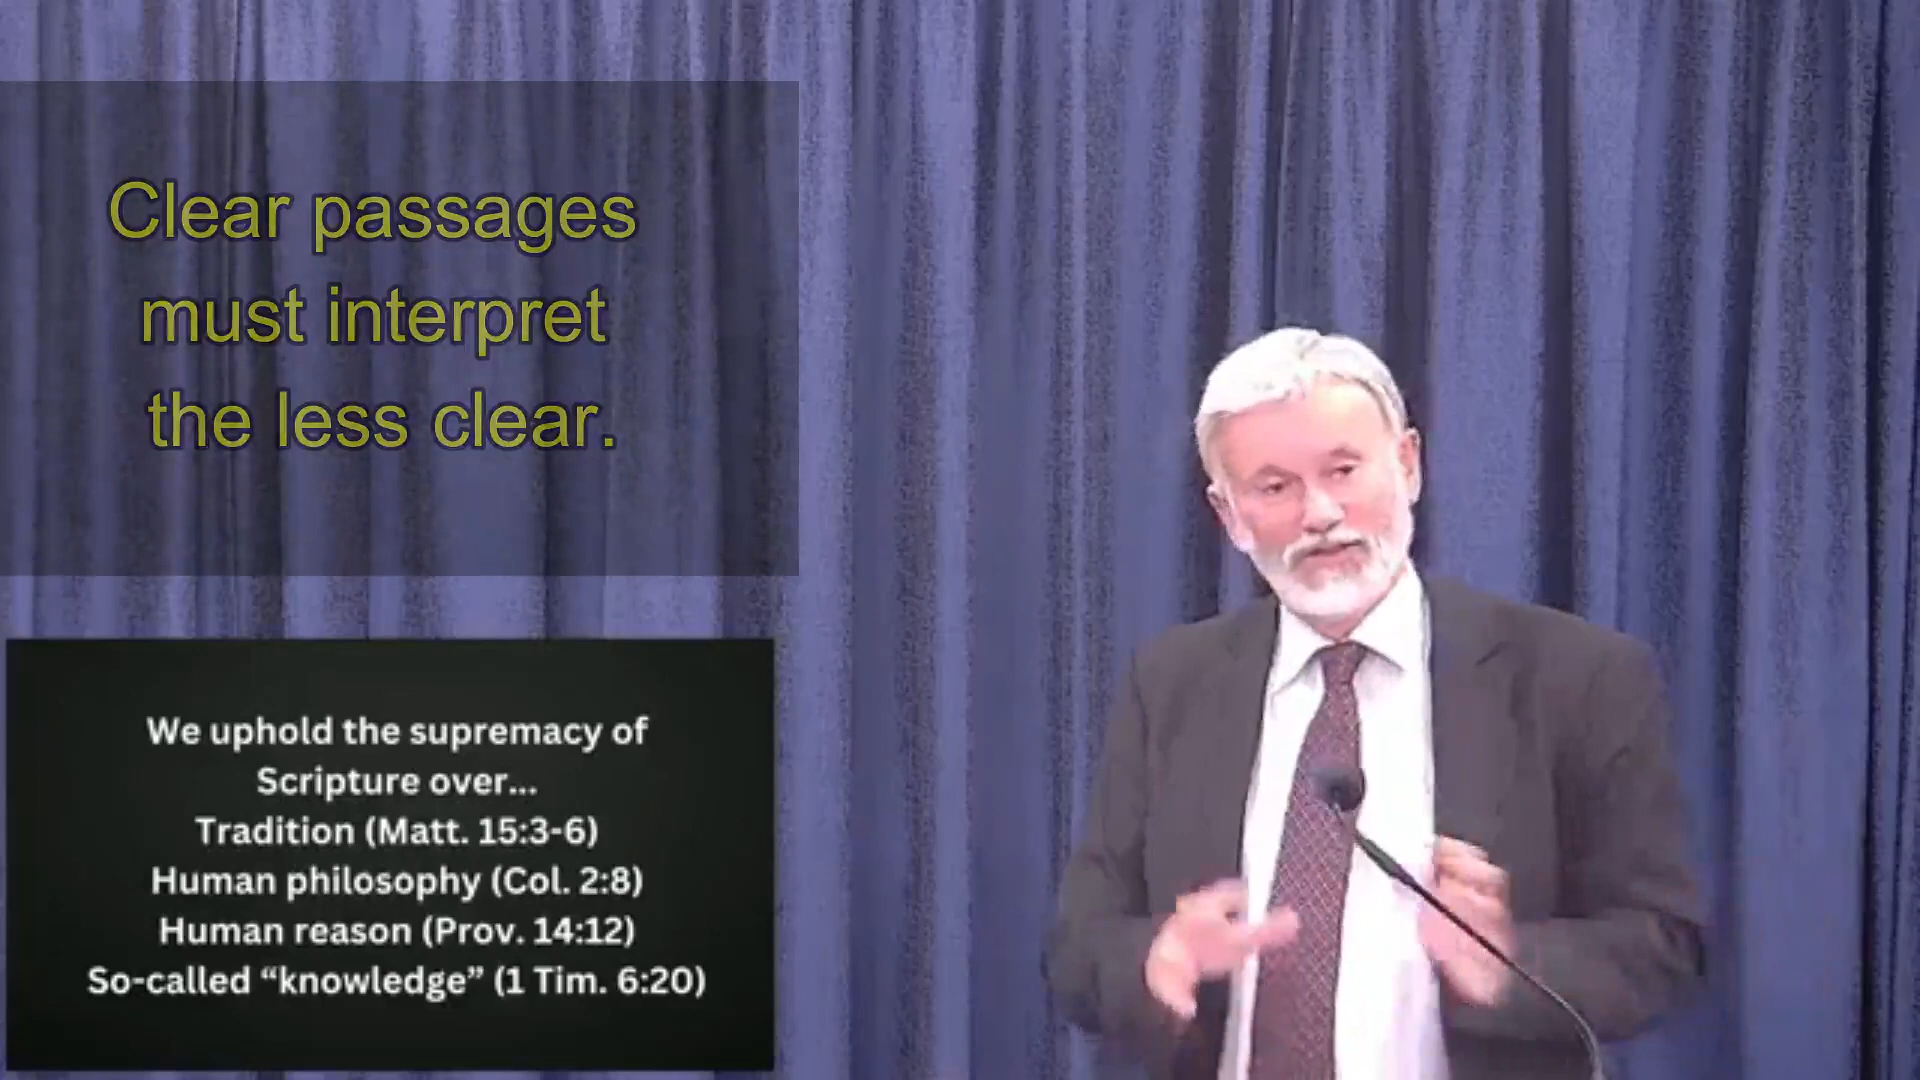 Clear passages
must interpret
the less clear.
We uphold the supremacy of
Scripture over...
Tradition (Matt. 15:3-6)
Human philosophy (Col. 2:8)
Human reason (Prov. 14:12)
So-called “knowledge” (1 Tim. 6:20)